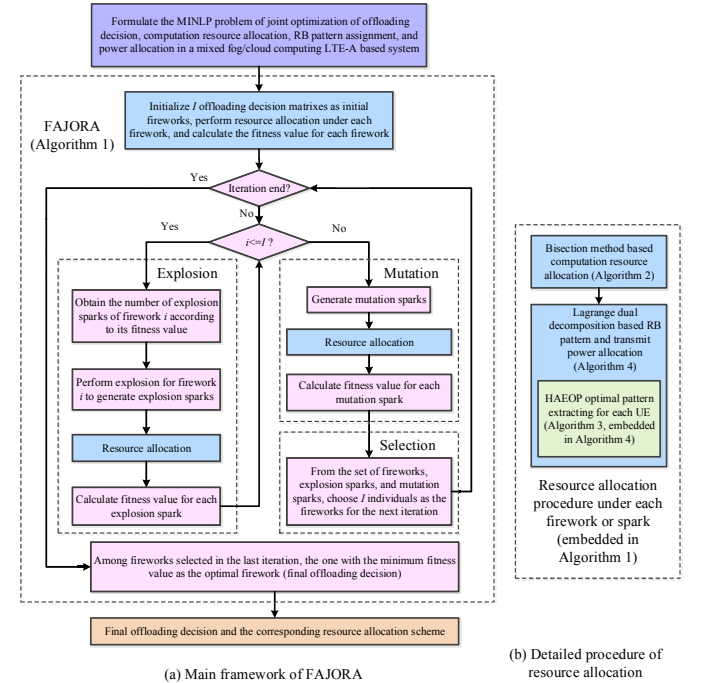 Formulate the MINLP problem of joint optimization of offloading
decision, computation resource allocation, RB pattern assignment, and
power allocation in a mixed fog/cloud computing LTE-A based system
FAJORA
(Algorithm 1)
Initialize I offloading decision matrixes as initial
fireworks, perform resource allocation under each
firework, and calculate the fitness value for each firework
Yes
Iteration end?
No
Yes
i<=I ?
No
Explosion
Obtain the number of explosion
sparks of firework i according
to its fitness value
Perform explosion for firework
i to generate explosion sparks
Resource allocation
Calculate fitness value for each
explosion spark
Mutation
Generate mutation sparks
Resource allocation
Calculate fitness value for each
mutation spark
Selection
From the set of fireworks,
explosion sparks, and mutation
sparks, choose I individuals as the
fireworks for the next iteration
Among fireworks selected in the last iteration, the one with the minimum fitness
value as the optimal firework (final offloading decision)
Final offloading decision and the corresponding resource allocation scheme
(a) Main framework of FAJORA
Bisection method based
computation resource
allocation (Algorithm 2)
Lagrange dual
decomposition based RB
pattern and transmit
power allocation
(Algorithm 4)
HAEOP optimal pattern
extracting for each UE
(Algorithm 3, embedded
in Algorithm 4)
Resource allocation
procedure under each
firework or spark
(embedded in
Algorithm 1)
(b) Detailed procedure of
resource allocation